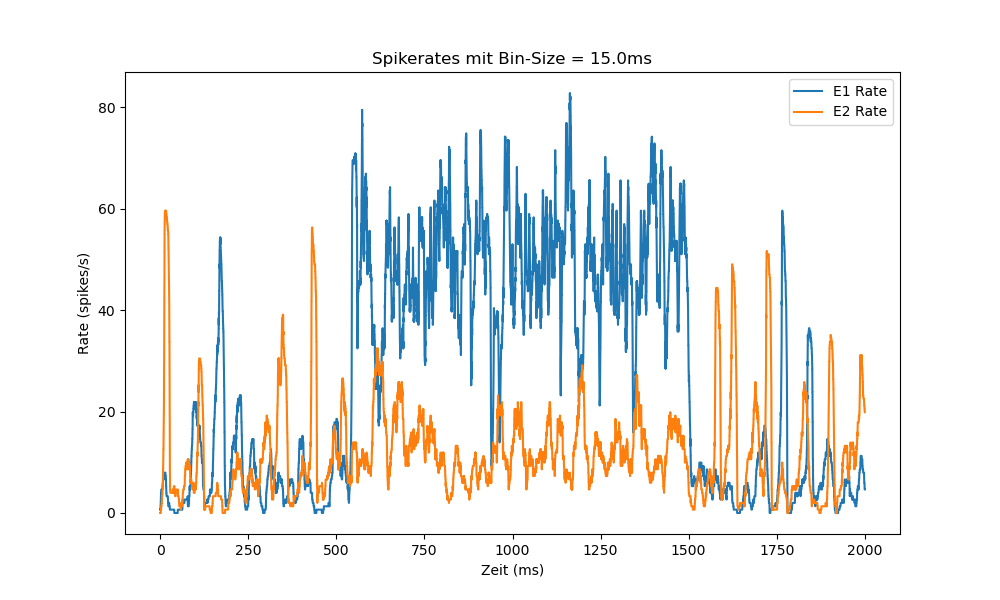 Spikerates mit Bin-Size = 15.0ms
E1 Rate
E2 Rate
Rate (spikes/s)
80
60
40
20
0
0 250 500 750 1000 1250 1500 1750 2000
Zeit (ms)